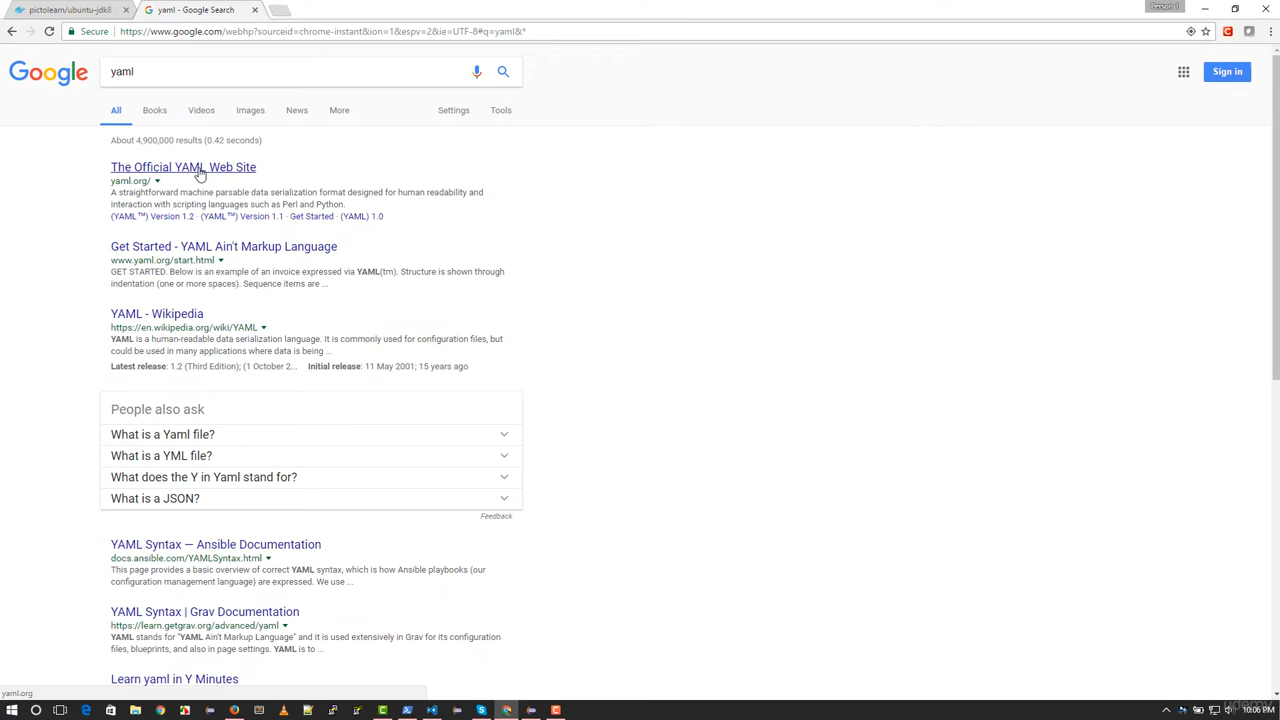 pictolearn/ubuntu-jdk8
yaml - Google Search
Person 1
Secure
https://www.google.com/webhp?sourceid=chrome-instant&ion=1&espv=2&ie=UTF-8#q=yaml&*
Google
yaml
Sign in
All
Books
Videos
Images
News
More
Settings
Tools
About 4,900,000 results (0.42 seconds)
The Official YAML Web Site
yaml.org/
A straightforward machine parsable data serialization format designed for human readability and
interaction with scripting languages such as Perl and Python.
(YAML™) Version 1.2 · (YAML™) Version 1.1 · Get Started · (YAML) 1.0
Get Started - YAML Ain't Markup Language
www.yaml.org/start.html
GET STARTED. Below is an example of an invoice expressed via YAML(tm). Structure is shown through
indentation (one or more spaces). Sequence items are ...
YAML - Wikipedia
https://en.wikipedia.org/wiki/YAML
YAML is a human-readable data serialization language. It is commonly used for configuration files, but
could be used in many applications where data is being ...
Latest release: 1.2 (Third Edition); (1 October 2... Initial release: 11 May 2001; 15 years ago
People also ask
What is a Yaml file?
What is a YML file?
What does the Y in Yaml stand for?
What is a JSON?
Feedback
YAML Syntax — Ansible Documentation
docs.ansible.com/YAMLSyntax.html
This page provides a basic overview of correct YAML syntax, which is how Ansible playbooks (our
configuration management language) are expressed. We use ...
YAML Syntax | Grav Documentation
https://learn.getgrav.org/advanced/yaml
YAML stands for "YAML Ain't Markup Language" and it is used extensively in Grav for its configuration
files, blueprints, and also in page settings. YAML is to ...
Learn yaml in Y Minutes
yaml.org
udemy
10:06 PM